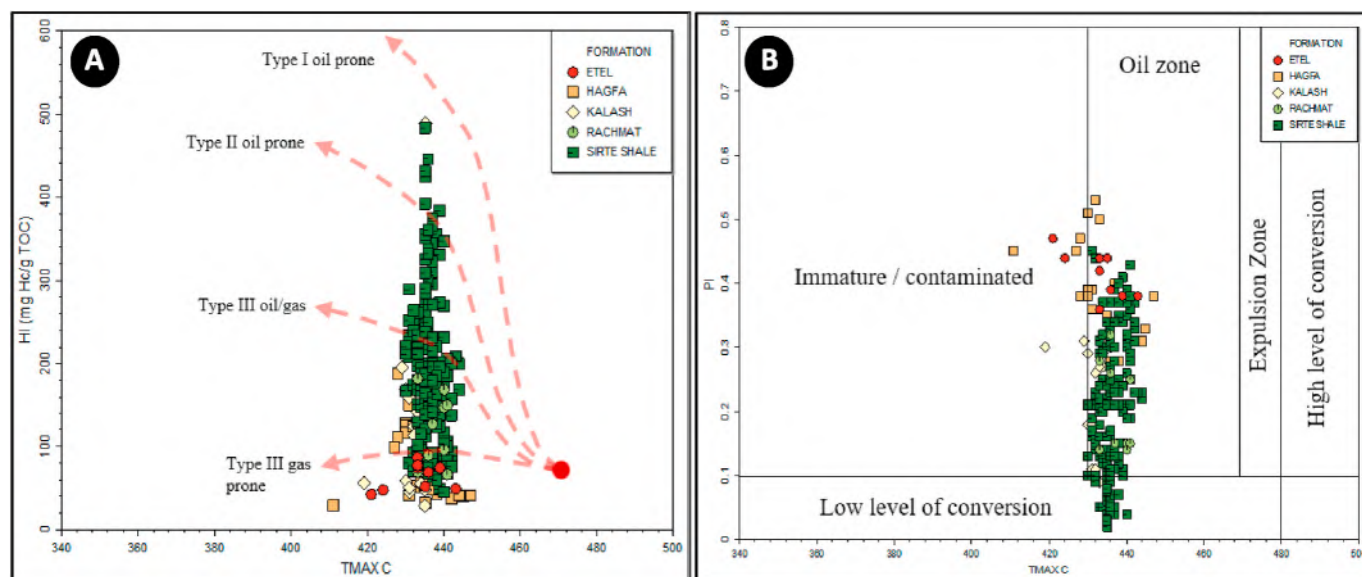 A
600
500
400
300
200
100
0
HI (mg Hc/g TOC)
340
360
380
400
420
440
460
480
500
TMAX C
Type I oil prone
Type II oil prone
Type III oil/gas
Type III gas
prone
FORMATION
ETEL
HAGFA
KALASH
RACHMAT
SIRTE SHALE
B
0.8
0.7
0.6
0.5
0.4
0.3
0.2
0.1
0
PI
340
360
380
400
420
440
460
480
500
TMAX C
Oil zone
Immature / contaminated
Expulsion Zone
High level of conversion
Low level of conversion
FORMATION
ETEL
HAGFA
KALASH
RACHMAT
SIRTE SHALE